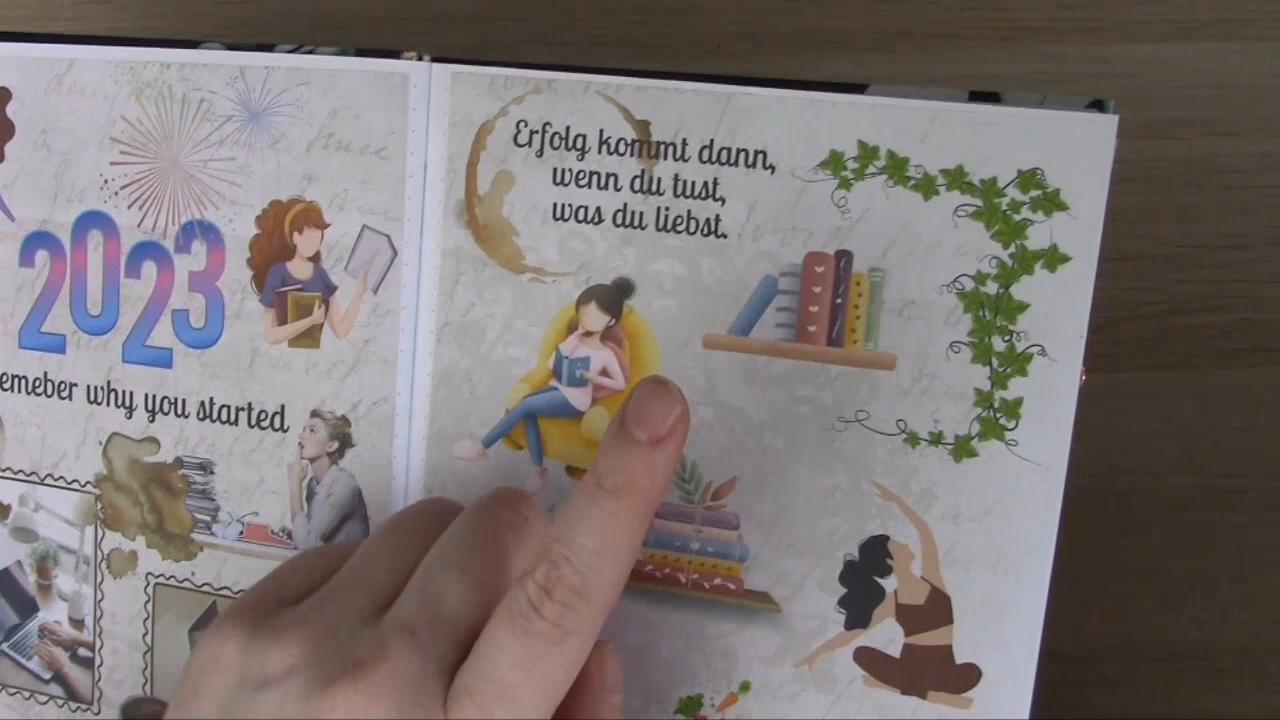 2023
emeber why you started
Erfolg kommt dann,
wenn du tust,
was du liebst.